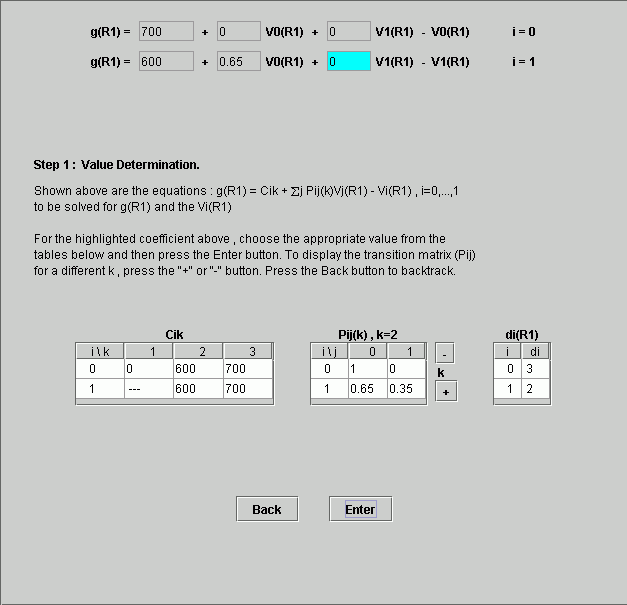 g(R1) = 700 + 0 V0(R1) + 0 V1(R1) - V0(R1) i = 0
g(R1) = 600 + 0.65 V0(R1) + 0 V1(R1) - V1(R1) i = 1
Step 1 : Value Determination.
Shown above are the equations : g(R1) = Cik + Σj Pij(k)Vj(R1) - Vi(R1) , i=0,...,1
to be solved for g(R1) and the Vi(R1)
For the highlighted coefficient above , choose the appropriate value from the
tables below and then press the Enter button. To display the transition matrix (Pij)
for a different k , press the "+" or "-" button. Press the Back button to backtrack.
Cik Pij(k) , k=2 di(R1)
i \ k 1 2 3 i \ j 0 1 - i di
0 0 600 700 0 1 0 k 0 3
1 --- 600 700 1 0.65 0.35 + 1 2
Back Enter